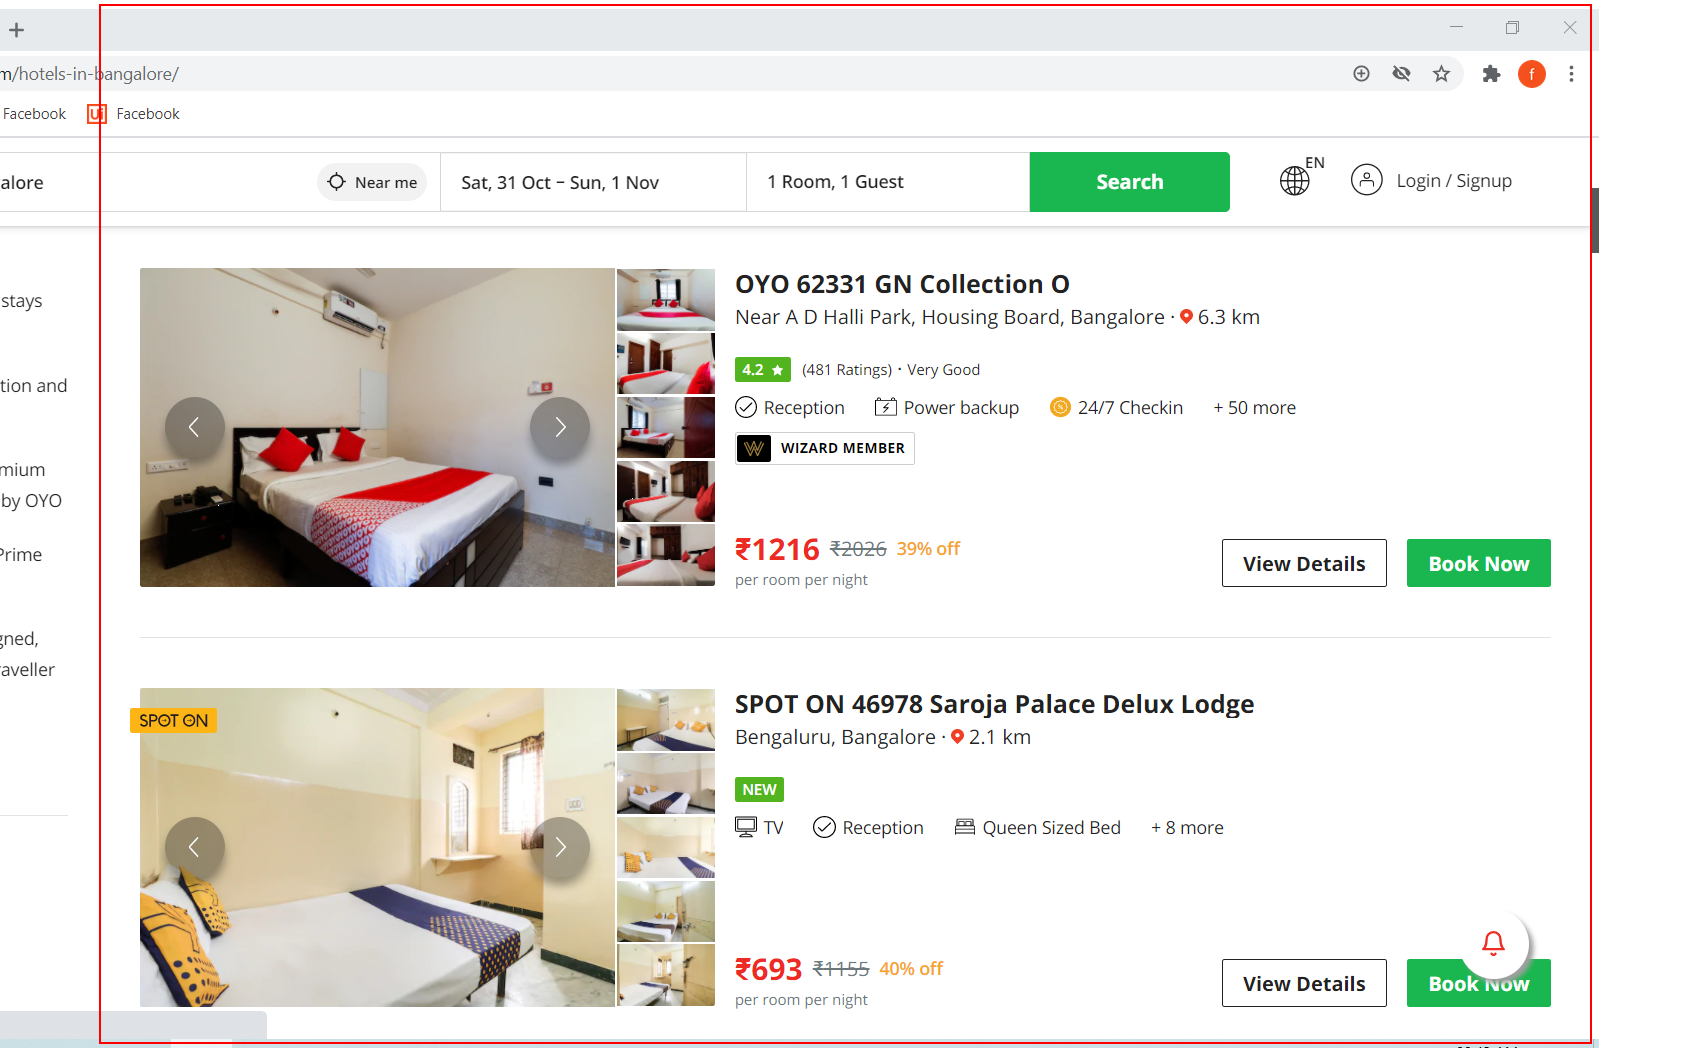 m/hotels-in-bangalore/
Facebook
Facebook
alore
Near me
Sat, 31 Oct – Sun, 1 Nov
1 Room, 1 Guest
Search
EN
Login / Signup
stays
tion and
mium
by OYO
Prime
gned,
raveller
OYO 62331 GN Collection O
Near A D Halli Park, Housing Board, Bangalore · 6.3 km
4.2 ★ (481 Ratings) · Very Good
Reception Power backup 24/7 Checkin + 50 more
WIZARD MEMBER
₹1216 ₹2026 39% off
per room per night
View Details
Book Now
SPOT ON
SPOT ON 46978 Saroja Palace Delux Lodge
Bengaluru, Bangalore · 2.1 km
NEW
TV Reception Queen Sized Bed + 8 more
₹693 ₹1155 40% off
per room per night
View Details
Book Now